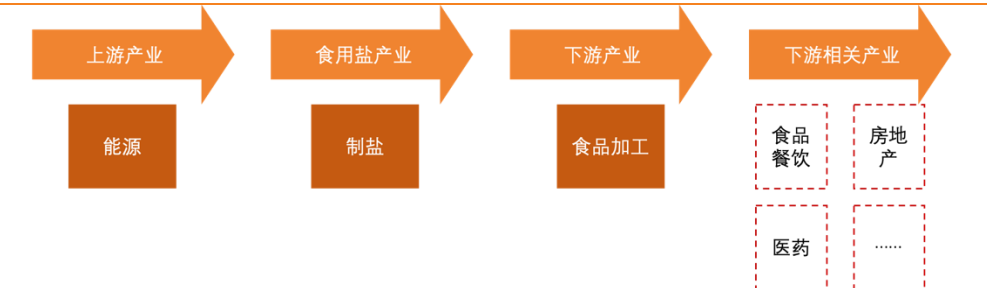 上游产业
食用盐产业
下游产业
下游相关产业
能源
制盐
食品加工
食品
餐饮
房地
产
医药
……